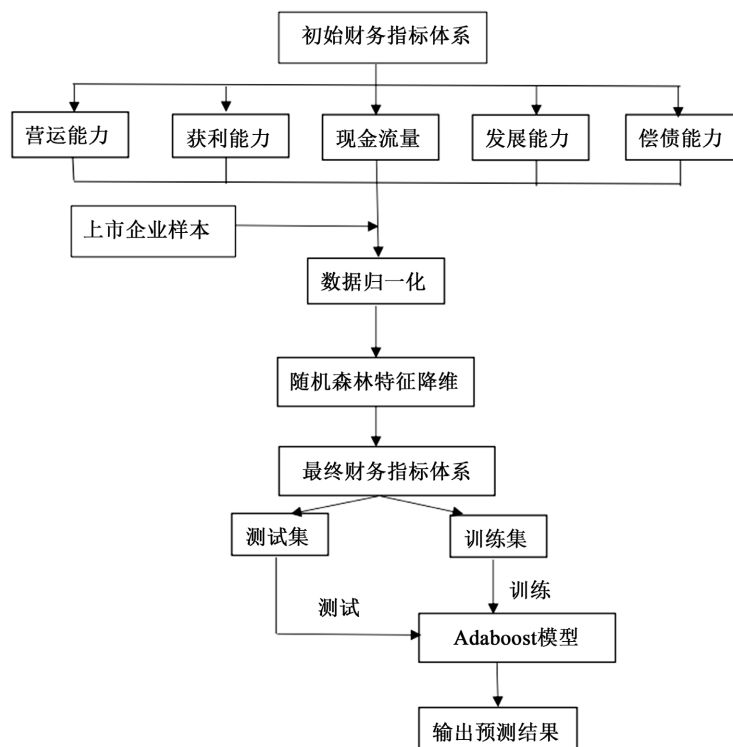 初始财务指标体系
营运能力
获利能力
现金流量
发展能力
偿债能力
上市企业样本
数据归一化
随机森林特征降维
最终财务指标体系
测试集
训练集
测试
训练
Adaboost模型
输出预测结果